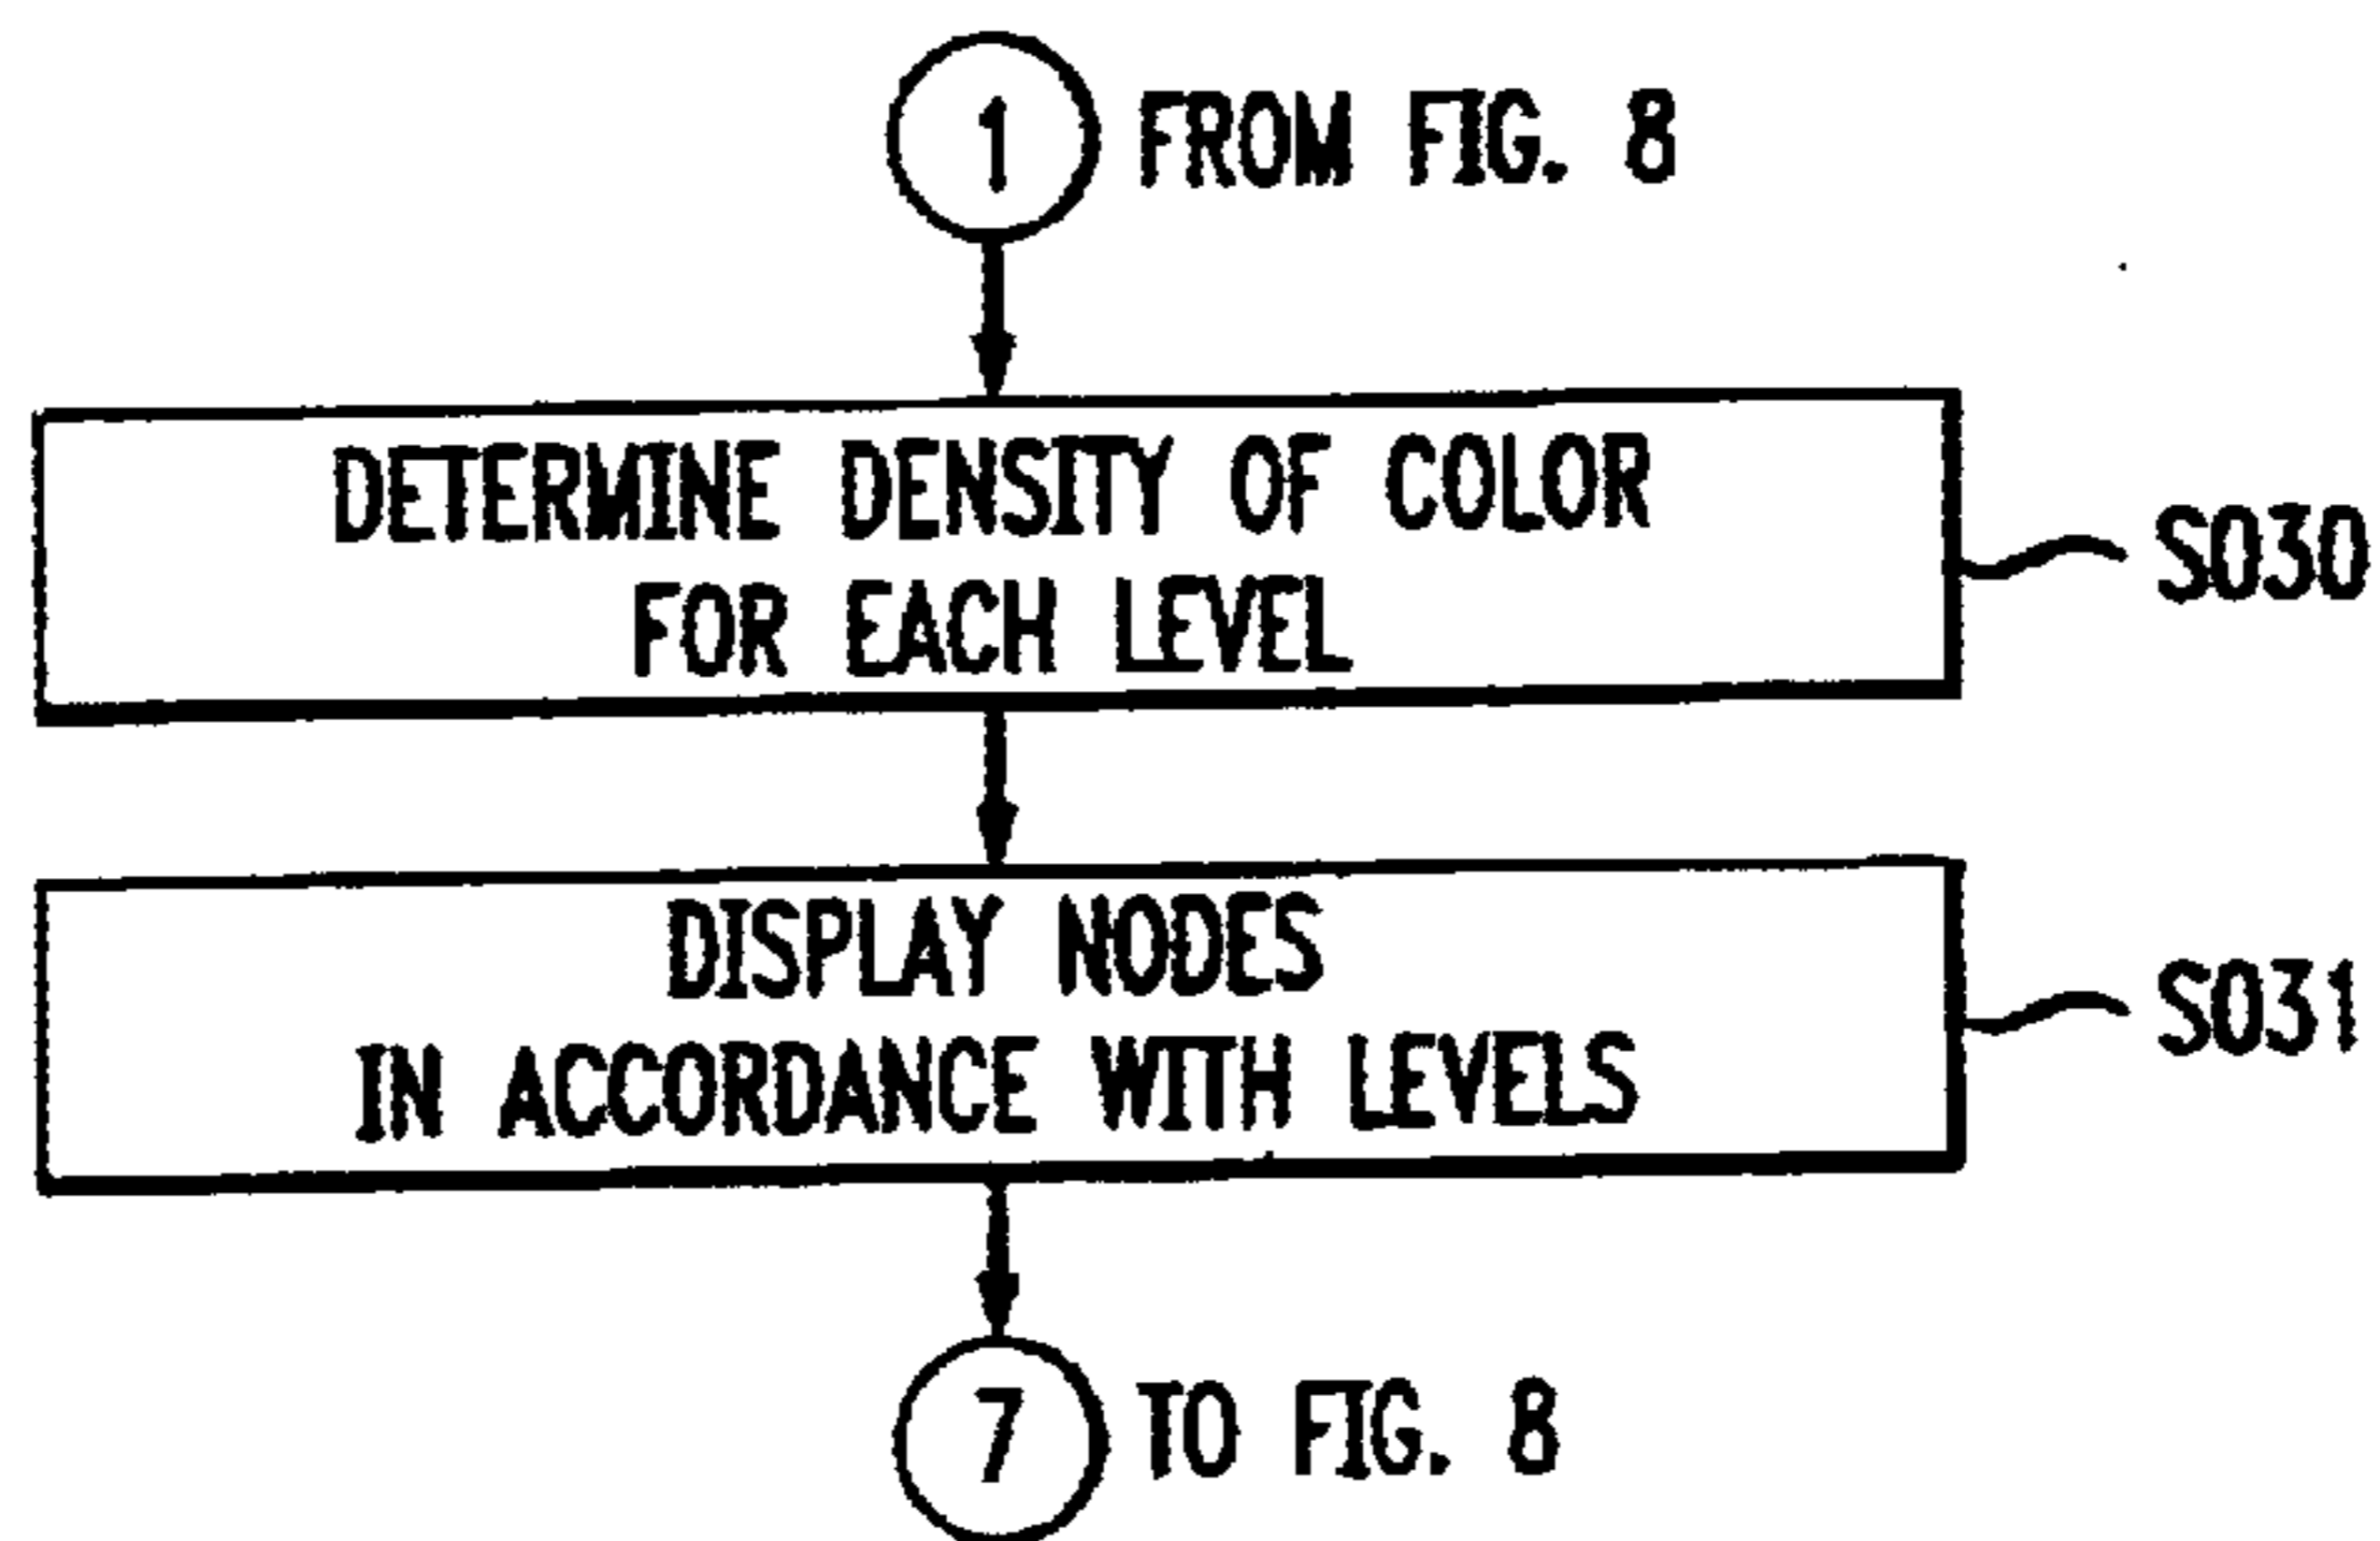 1 FROM FIG. 8
DETERMINE DENSITY OF COLOR
FOR EACH LEVEL
S030
DISPLAY NODES
IN ACCORDANCE WITH LEVELS
S031
7 TO FIG. 8